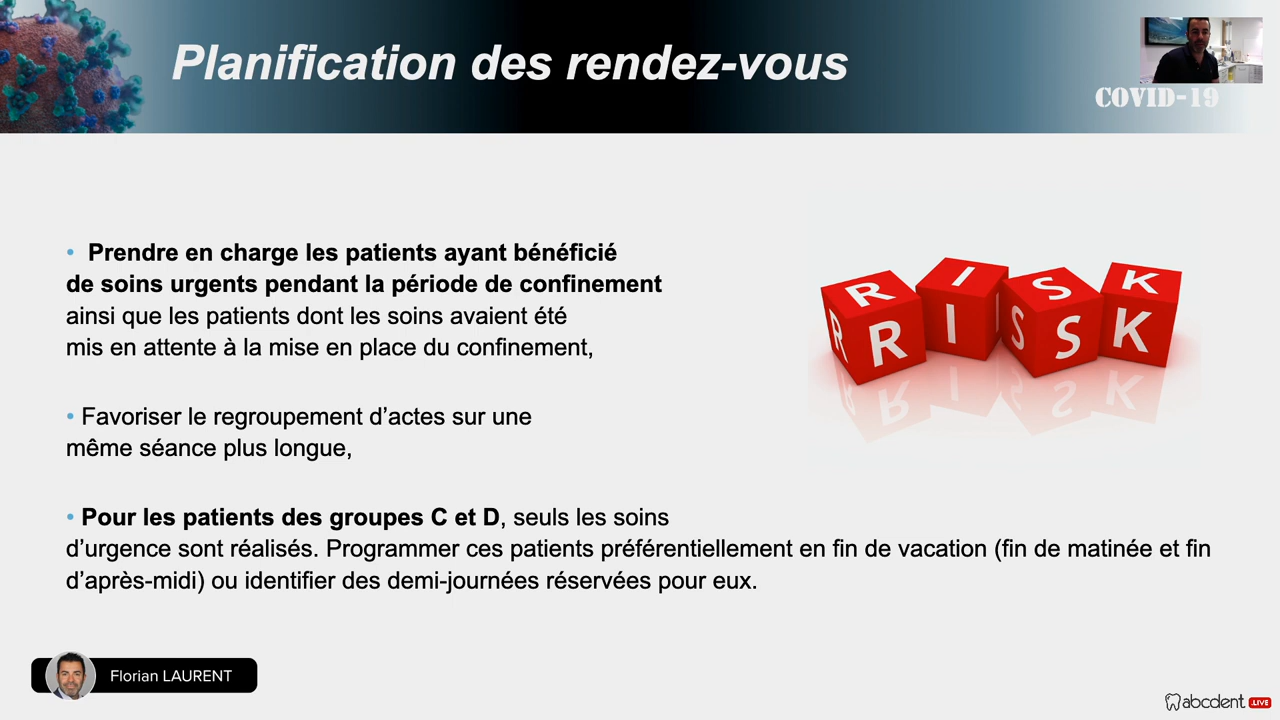 Planification des rendez-vous
COVID-19
• Prendre en charge les patients ayant bénéficié
de soins urgents pendant la période de confinement
ainsi que les patients dont les soins avaient été
mis en attente à la mise en place du confinement,
R I S K
R R I S S K
• Favoriser le regroupement d’actes sur une
même séance plus longue,
• Pour les patients des groupes C et D, seuls les soins
d’urgence sont réalisés. Programmer ces patients préférentiellement en fin de vacation (fin de matinée et fin
d’après-midi) ou identifier des demi-journées réservées pour eux.
Florian LAURENT
abcdent LIVE